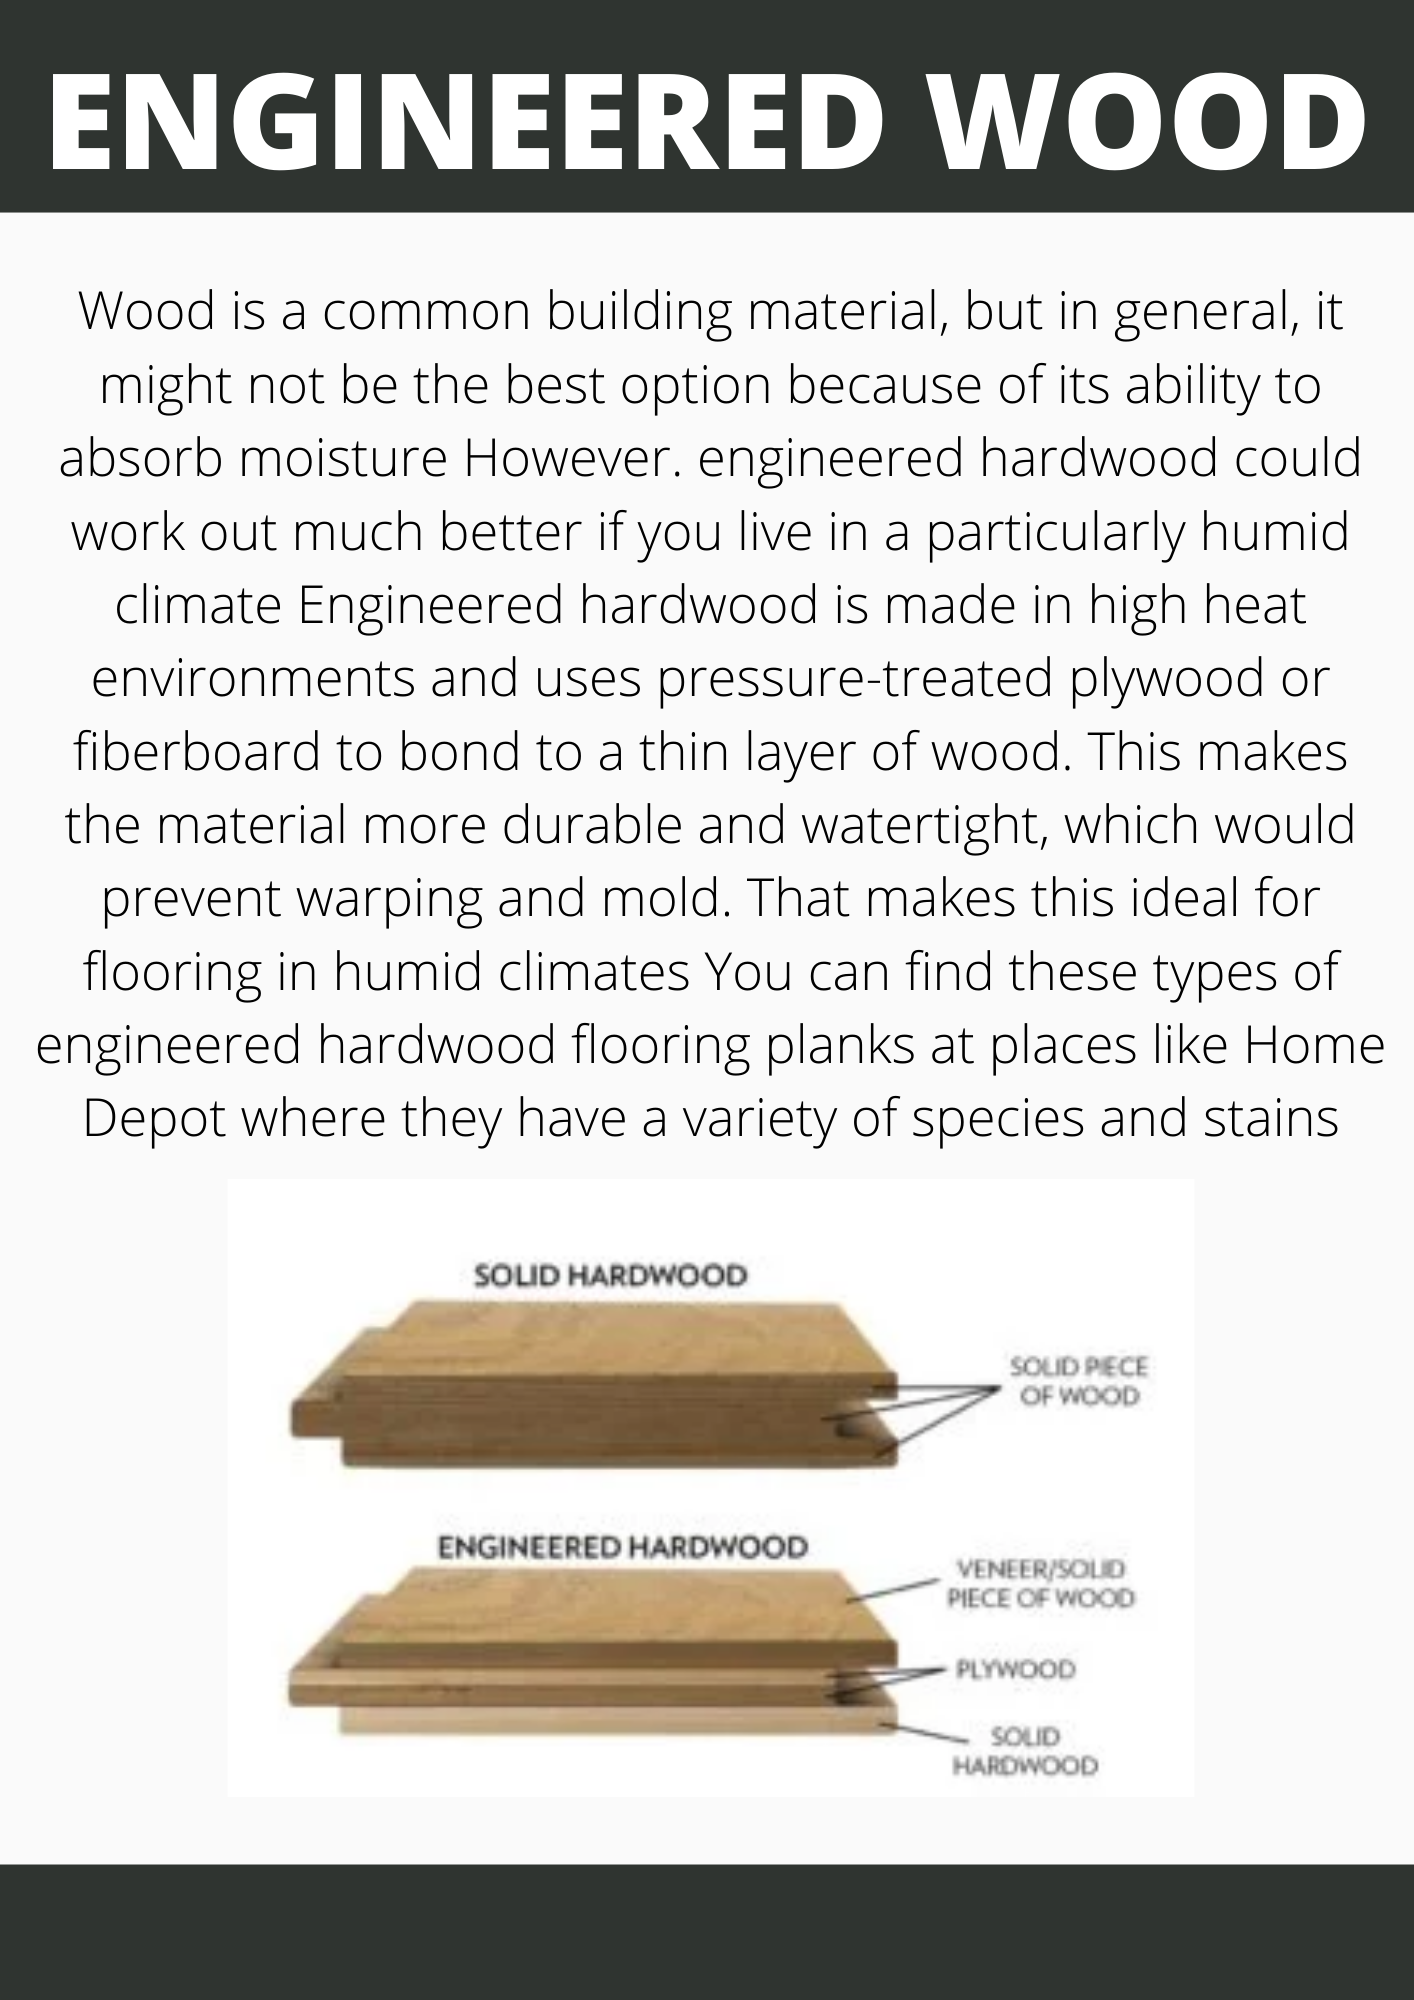 ENGINEERED WOOD
Wood is a common building material, but in general, it
might not be the best option because of its ability to
absorb moisture However. engineered hardwood could
work out much better if you live in a particularly humid
climate Engineered hardwood is made in high heat
environments and uses pressure-treated plywood or
fiberboard to bond to a thin layer of wood. This makes
the material more durable and watertight, which would
prevent warping and mold. That makes this ideal for
flooring in humid climates You can find these types of
engineered hardwood flooring planks at places like Home
Depot where they have a variety of species and stains
SOLID HARDWOOD
SOLID PIECE
OF WOOD
ENGINEERED HARDWOOD
VENEER/SOLID
PIECE OF WOOD
PLYWOOD
SOLID
HARDWOOD